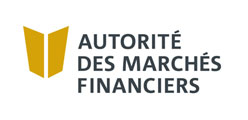 AUTORITÉ
DES MARCHÉS
FINANCIERS